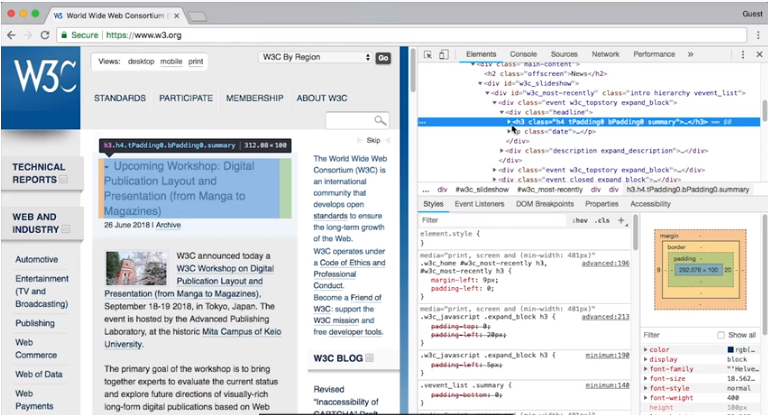 World Wide Web Consortium (
Guest
Secure
https://www.w3.org
W3C
Views: desktop mobile print
W3C By Region
Go
STANDARDS PARTICIPATE MEMBERSHIP ABOUT W3C
Skip
h3.h4.tPadding0.bPadding0.summary | 312.08 × 100
TECHNICAL
REPORTS
WEB AND
INDUSTRY
Automotive
Entertainment
(TV and
Broadcasting)
Publishing
Web
Commerce
Web of Data
Web
Payments
Upcoming Workshop: Digital
Publication Layout and
Presentation (from Manga to
Magazines)
26 June 2018 | Archive
W3C announced today a
W3C Workshop on Digital
Publication Layout and
Presentation (from Manga to Magazines),
September 18-19 2018, in Tokyo, Japan. The
event is hosted by the Advanced Publishing
Laboratory, at the historic Mita Campus of Keio
University.
The primary goal of the workshop is to bring
together experts to evaluate the current status
and explore future directions of visually-rich
long-form digital publications based on Web
The World Wide Web
Consortium (W3C) is
an international
community that
develops open
standards to ensure
the long-term growth
of the Web.
W3C operates under
a Code of Ethics and
Professional
Conduct.
Become a Friend of
W3C: support the
W3C mission and
free developer tools.
W3C BLOG
Revised
"Inaccessibility of
Elements Console Sources Network Performance »
<div class="main-content">
<h2 class="offscreen">News</h2>
<div class="w3c_slideshow">
<div id="w3c_most-recently" class="intro hierarchy vevent_list">
<div class="event w3c_topstory expand_block">
<div class="headline">
… <h3 class="h4 tPadding0 bPadding0 summary">…</h3> == $0
<p class="date">…</p>
</div>
<div class="description expand_description">…</div>
</div>
<div class="event w3c_topstory expand_block">…</div>
<div class="event closed expand_block">…</div>
… div #w3c_slideshow #w3c_most-recently div div h3.h4.tPadding0.bPadding0.summary
Styles Event Listeners DOM Breakpoints Properties Accessibility
Filter :hov .cls +
element.style {
}
media="print, screen and (min-width: 481px)"
.w3c_home #w3c_most-recently h3, advanced:196
#w3c_most-recently h3 {
margin-left: 9px;
padding-left: 0;
}
media="print, screen and (min-width: 481px)"
.w3c_javascript .expand_block h3 { advanced:213
padding-top: 0;
padding-left: 20px;
}
.w3c_javascript .expand_block h3 { minimum:190
padding-left: 5px;
}
.vevent_list .summary { minimum:140
padding-bottom: 0;
}
margin
border
padding
9 - - 292.078 × 100 20 - -
Filter Show all
color rgb(…
display block
font-family "'Helve…
font-size 18.562…
font-style normal
font-weight 400
height 100px